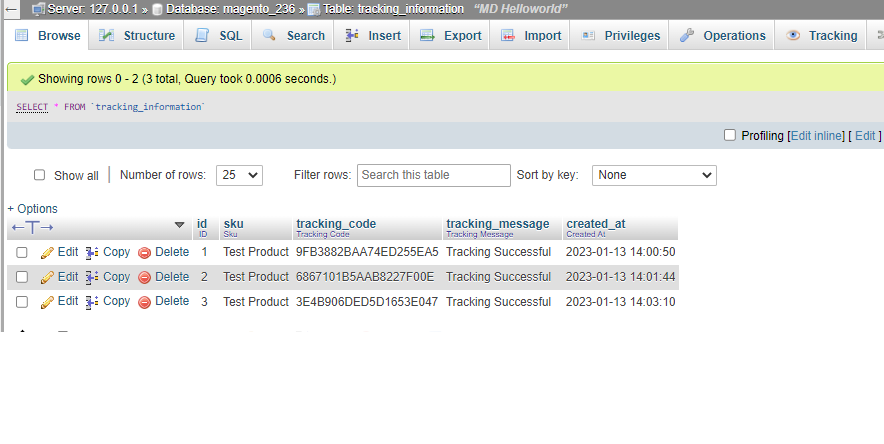 Server: 127.0.0.1 » Database: magento_236 » Table: tracking_information "MD Helloworld"
Browse Structure SQL Search Insert Export Import Privileges Operations Tracking
Showing rows 0 - 2 (3 total, Query took 0.0006 seconds.)
SELECT * FROM `tracking_information`
Profiling [Edit inline] [ Edit ]
Show all Number of rows: 25 Filter rows: Search this table Sort by key: None
+ Options
id sku tracking_code tracking_message created_at
ID Sku Tracking Code Tracking Message Created At
Edit Copy Delete 1 Test Product 9FB3882BAA74ED255EA5 Tracking Successful 2023-01-13 14:00:50
Edit Copy Delete 2 Test Product 6867101B5AAB8227F00E Tracking Successful 2023-01-13 14:01:44
Edit Copy Delete 3 Test Product 3E4B906DED5D1653E047 Tracking Successful 2023-01-13 14:03:10